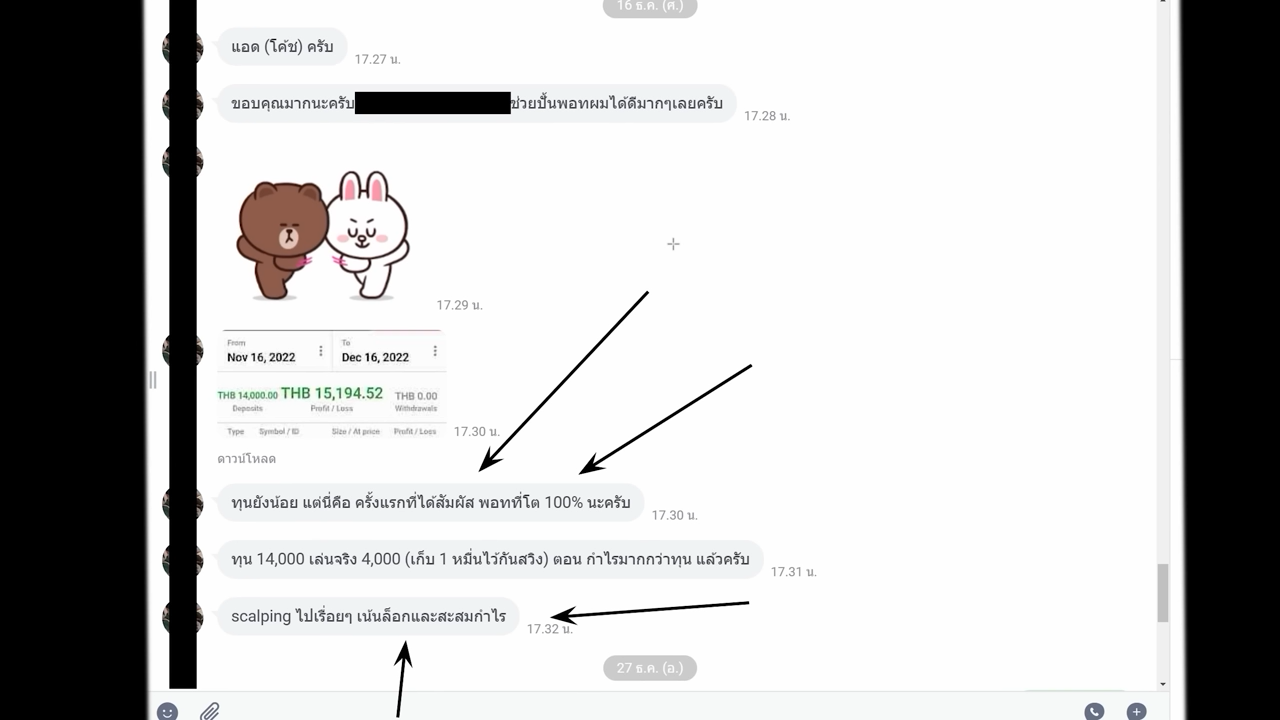 16 ธ.ค. (ศ.)
แอด (โค้ช) ครับ
17.27 น.
ขอบคุณมากนะครับ
ช่วยปั้นพอทผมได้ดีมากๆเลยครับ
17.28 น.
17.29 น.
From
To
Nov 16, 2022
Dec 16, 2022
THB 14,000.00 THB 15,194.52 THB 0.00
Deposits Profit / Loss Withdrawals
Type Symbol / ID Size / At price Profit / Loss
17.30 น.
ดาวน์โหลด
ทุนยังน้อย แต่นี่คือ ครั้งแรกที่ได้สัมผัส พอทที่โต 100% นะครับ
17.30 น.
ทุน 14,000 เล่นจริง 4,000 (เก็บ 1 หมื่นไว้กันสวิง) ตอน กำไรมากกว่าทุน แล้วครับ
17.31 น.
scalping ไปเรื่อยๆ เน้นล็อกและสะสมกำไร
17.32 น.
27 ธ.ค. (อ.)